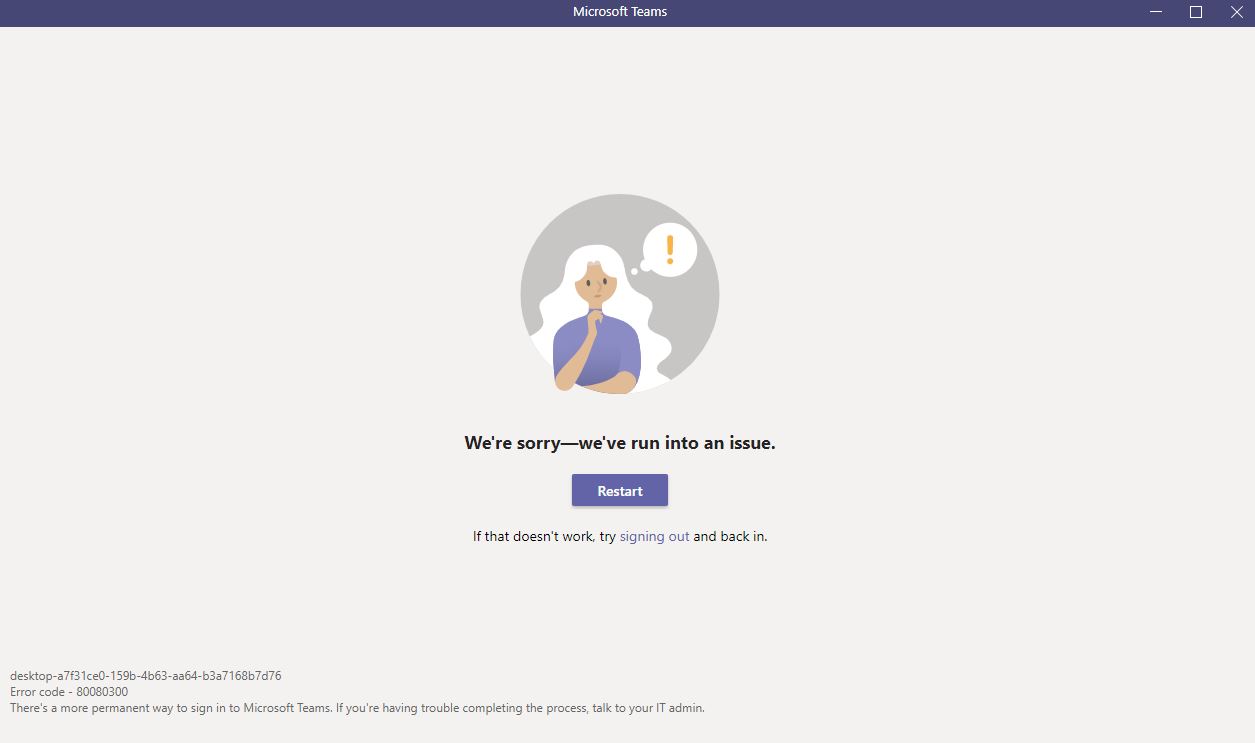 Microsoft Teams
!
We're sorry—we've run into an issue.
Restart
If that doesn't work, try signing out and back in.
desktop-a7f31ce0-159b-4b63-aa64-b3a7168b7d76
Error code - 80080300
There's a more permanent way to sign in to Microsoft Teams. If you're having trouble completing the process, talk to your IT admin.